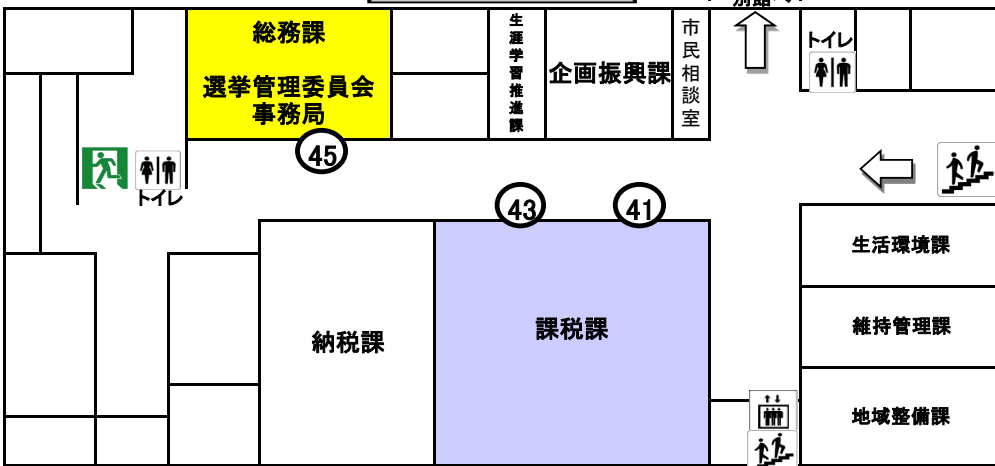 別館へ
総務課
選挙管理委員会
事務局
生涯学習推進課
企画振興課
市民相談室
トイレ
45
トイレ
43
41
生活環境課
納税課
課税課
維持管理課
地域整備課